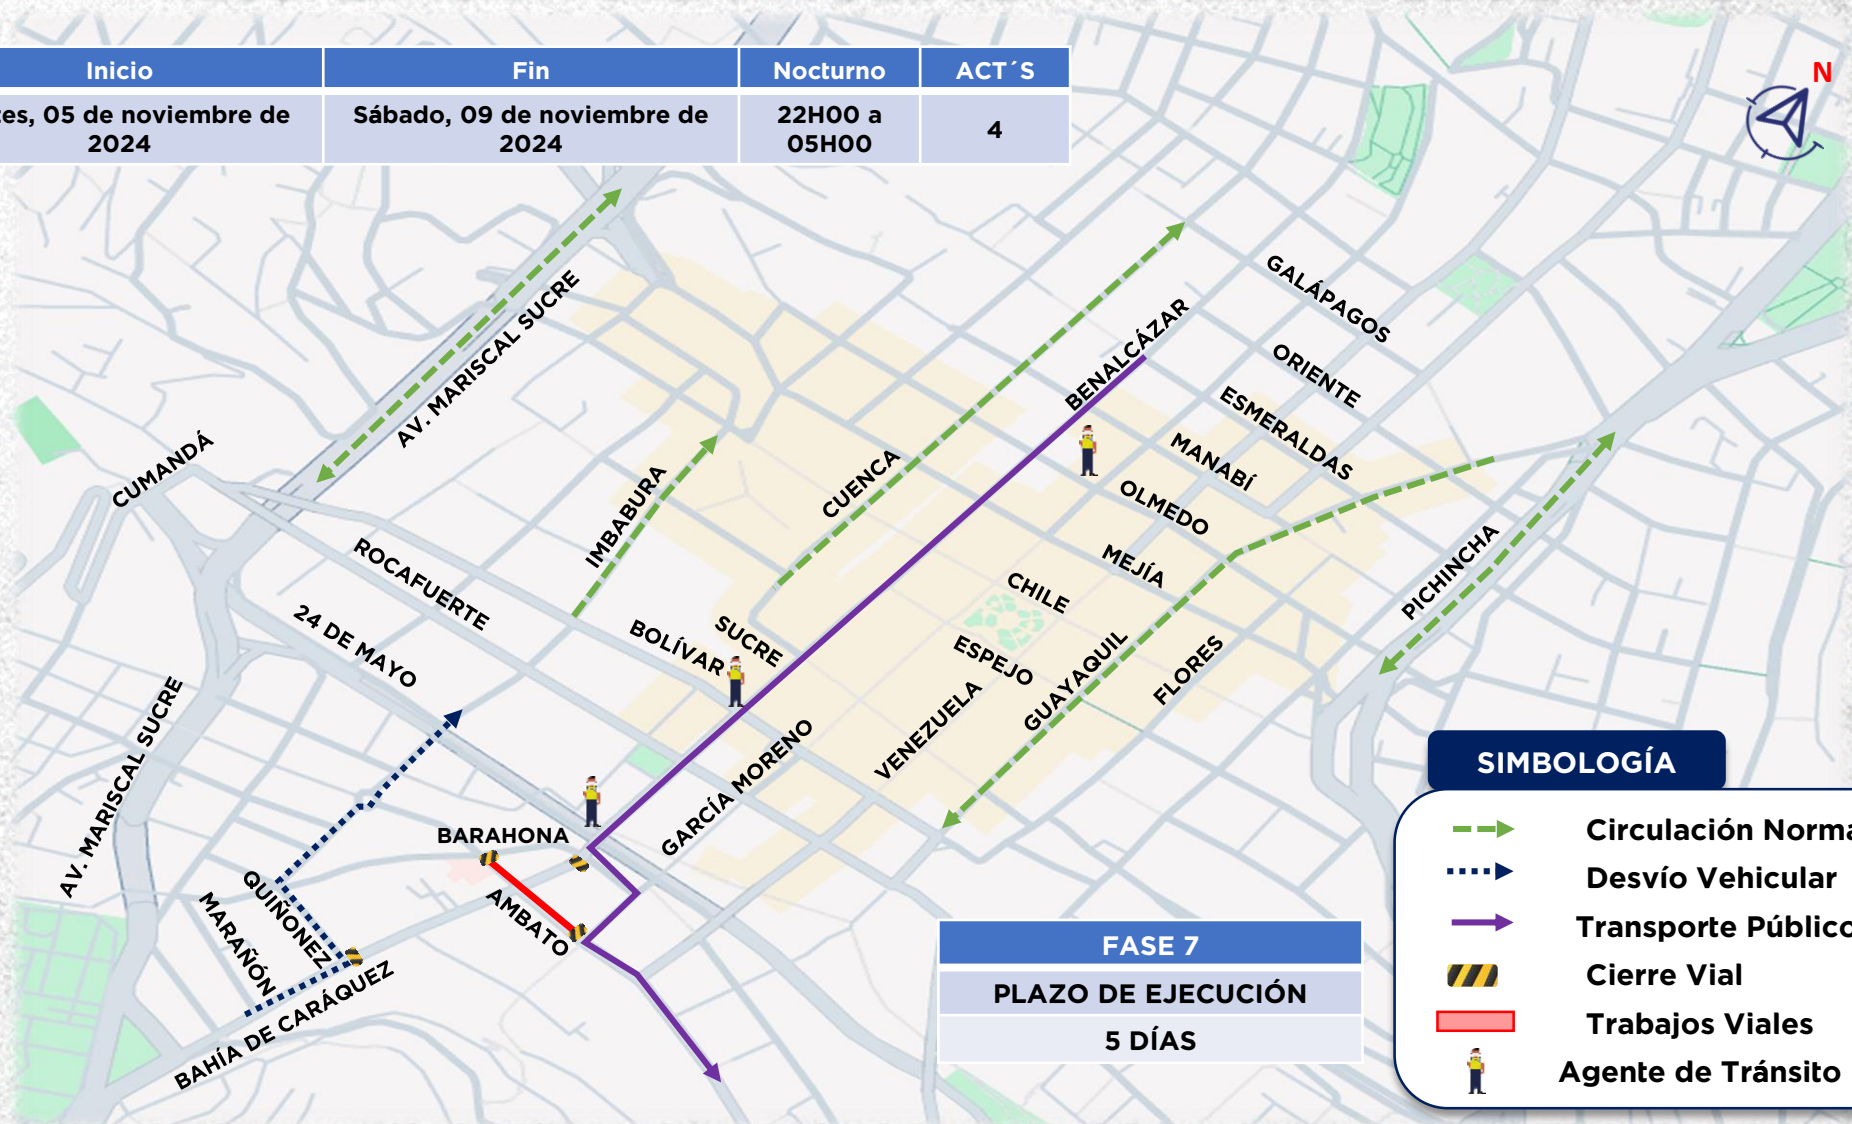 Inicio
Fin
Nocturno
ACT´S
es, 05 de noviembre de
2024
Sábado, 09 de noviembre de
2024
22H00 a
05H00
4
N
AV. MARISCAL SUCRE
GALÁPAGOS
BENALCÁZAR
ORIENTE
ESMERALDAS
MANABÍ
CUMANDÁ
CUENCA
IMBABURA
OLMEDO
MEJÍA
PICHINCHA
ROCAFUERTE
CHILE
24 DE MAYO
BOLÍVAR
SUCRE
ESPEJO
GUAYAQUIL
FLORES
VENEZUELA
AV. MARISCAL SUCRE
GARCÍA MORENO
BARAHONA
QUIÑONEZ
MARAÑÓN
AMBATO
BAHÍA DE CARÁQUEZ
FASE 7
PLAZO DE EJECUCIÓN
5 DÍAS
SIMBOLOGÍA
Circulación Norma
Desvío Vehicular
Transporte Público
Cierre Vial
Trabajos Viales
Agente de Tránsito